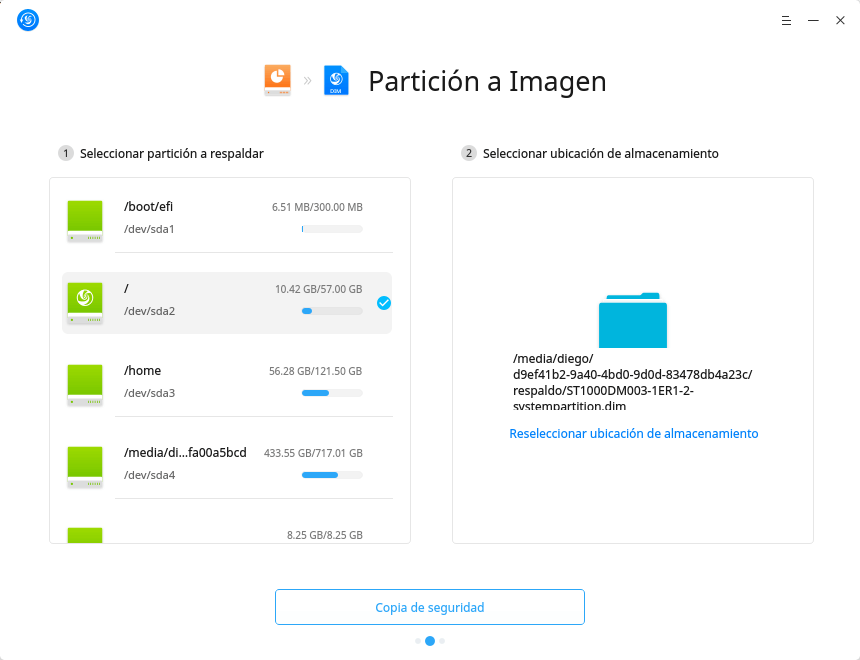 DIM
Partición a Imagen
1 Seleccionar partición a respaldar
/boot/efi 6.51 MB/300.00 MB
/dev/sda1
/ 10.42 GB/57.00 GB
/dev/sda2
/home 56.28 GB/121.50 GB
/dev/sda3
/media/di...fa00a5bcd 433.55 GB/717.01 GB
/dev/sda4
8.25 GB/8.25 GB
2 Seleccionar ubicación de almacenamiento
/media/diego/
d9ef41b2-9a40-4bd0-9d0d-83478db4a23c/
respaldo/ST1000DM003-1ER1-2-
systempartition.dim
Reseleccionar ubicación de almacenamiento
Copia de seguridad